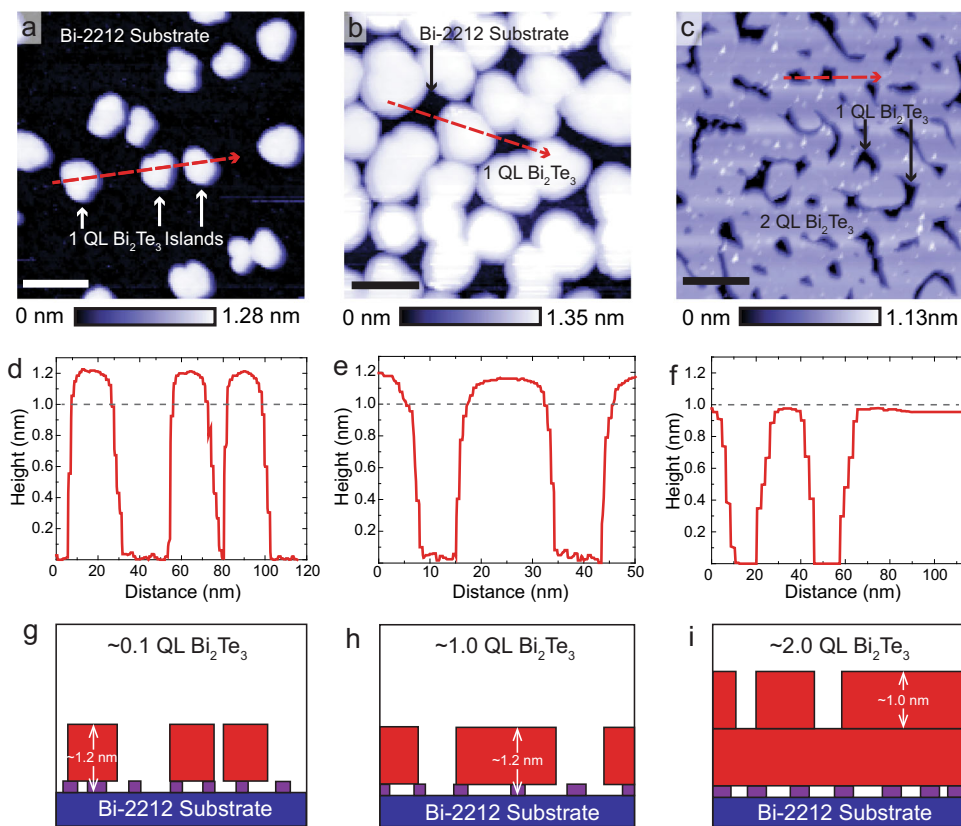 a
Bi-2212 Substrate
1 QL Bi₂Te₃ Islands
0 nm 1.28 nm
b
Bi-2212 Substrate
1 QL Bi₂Te₃
0 nm 1.35 nm
c
1 QL Bi₂Te₃
2 QL Bi₂Te₃
0 nm 1.13nm
d
Height (nm)
1.2
1.0
0.8
0.6
0.4
0.2
0 20 40 60 80 100 120
Distance (nm)
e
Height (nm)
1.2
1.0
0.8
0.6
0.4
0.2
0 10 20 30 40 50
Distance (nm)
f
Height (nm)
1.2
1.0
0.8
0.6
0.4
0.2
0 20 40 60 80 100
Distance (nm)
g
~0.1 QL Bi₂Te₃
~1.2 nm
Bi-2212 Substrate
h
~1.0 QL Bi₂Te₃
~1.2 nm
Bi-2212 Substrate
i
~2.0 QL Bi₂Te₃
~1.0 nm
Bi-2212 Substrate